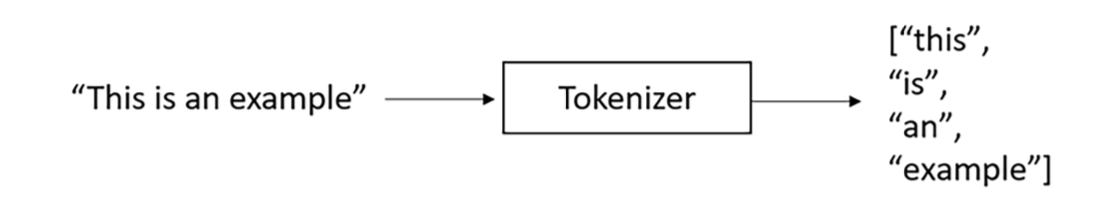 “This is an example”
Tokenizer
[“this”,
“is”,
“an”,
“example”]